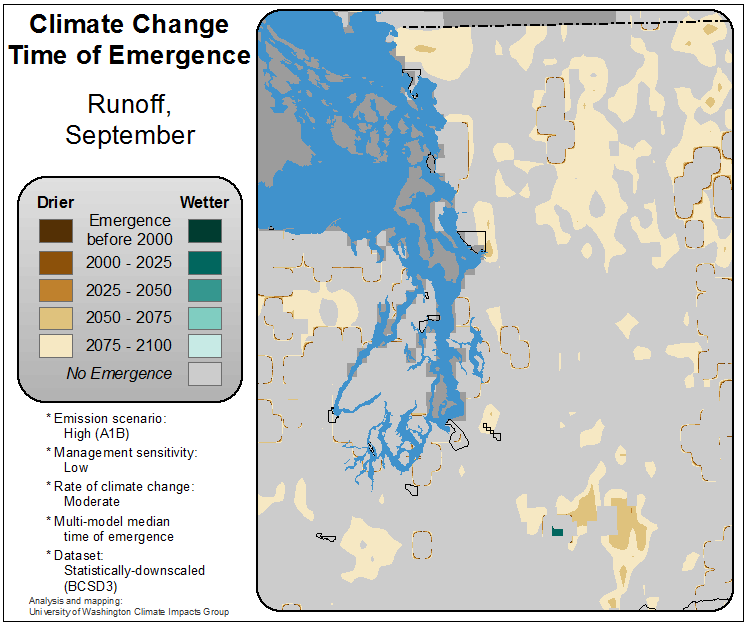 Climate Change
Time of Emergence
Runoff,
September
Drier Wetter
Emergence
before 2000
2000 - 2025
2025 - 2050
2050 - 2075
2075 - 2100
No Emergence
* Emission scenario:
High (A1B)
* Management sensitivity:
Low
* Rate of climate change:
Moderate
* Multi-model median
time of emergence
* Dataset:
Statistically-downscaled
(BCSD3)
Analysis and mapping:
University of Washington Climate Impacts Group